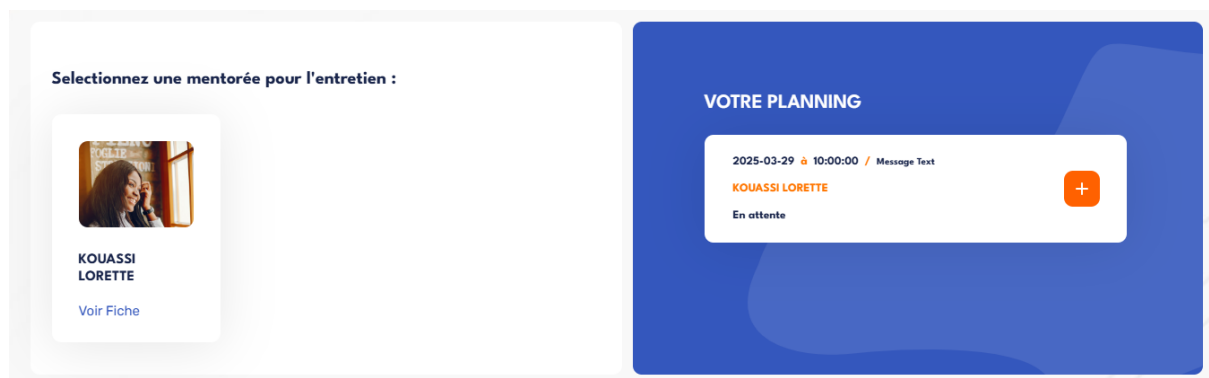 Selectionnez une mentorée pour l'entretien :
KOUASSI
LORETTE
Voir Fiche
VOTRE PLANNING
2025-03-29 à 10:00:00 / Message Text
KOUASSI LORETTE
En attente